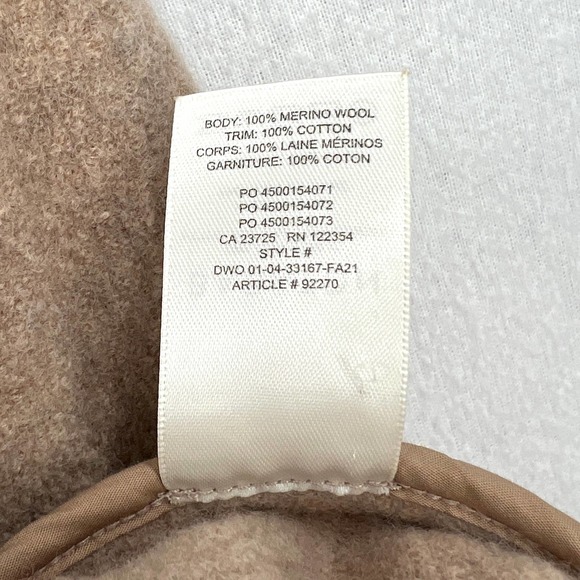 BODY: 100% MERINO WOOL
TRIM: 100% COTTON
CORPS: 100% LAINE MÉRINOS
GARNITURE: 100% COTON
PO 4500154071
PO 4500154072
PO 4500154073
CA 23725 RN 122354
STYLE #
DWO 01-04-33167-FA21
ARTICLE # 92270